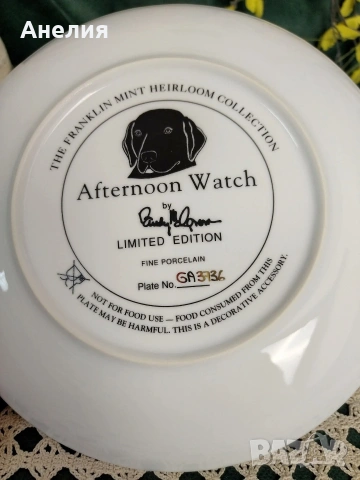 Анелия
THE FRANKLIN MINT HEIRLOOM COLLECTION
Afternoon Watch
by
LIMITED EDITION
FINE PORCELAIN
Plate No. GA3736
NOT FOR FOOD USE — FOOD CONSUMED FROM THIS
PLATE MAY BE HARMFUL. THIS IS A DECORATIVE ACCESSORY.
BAZAR